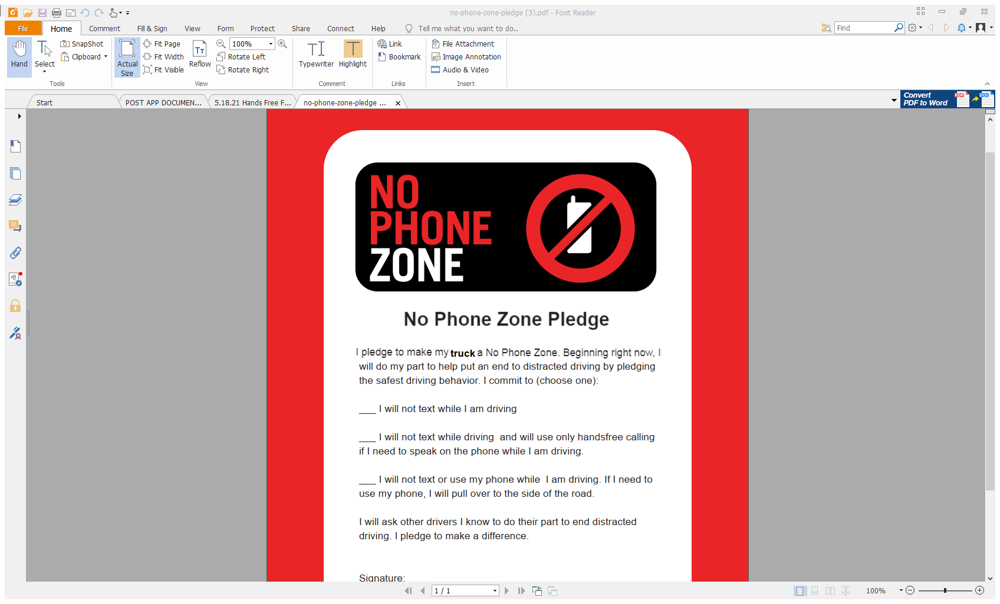 no-phone-zone-pledge (3).pdf - Foxit Reader
File Home Comment Fill & Sign View Form Protect Share Connect Help Tell me what you want to do.. Find
Hand
Select
SnapShot
Clipboard
Tools
Actual
Size
Fit Page
Fit Width
Fit Visible
Reflow
100%
Rotate Left
Rotate Right
View
Typewriter
Highlight
Comment
Link
Bookmark
Links
File Attachment
Image Annotation
Audio & Video
Insert
Start
POST APP DOCUMEN...
5.18.21 Hands Free F...
no-phone-zone-pledge ...
Convert
PDF to Word
PDF
DOC
NO
PHONE
ZONE
No Phone Zone Pledge
I pledge to make my truck a No Phone Zone. Beginning right now, I
will do my part to help put an end to distracted driving by pledging
the safest driving behavior. I commit to (choose one):
___ I will not text while I am driving
___ I will not text while driving  and will use only handsfree calling
if I need to speak on the phone while I am driving.
___ I will not text or use my phone while  I am driving. If I need to
use my phone, I will pull over to the side of the road.
I will ask other drivers I know to do their part to end distracted
driving. I pledge to make a difference.
Signature:
1 / 1
100%